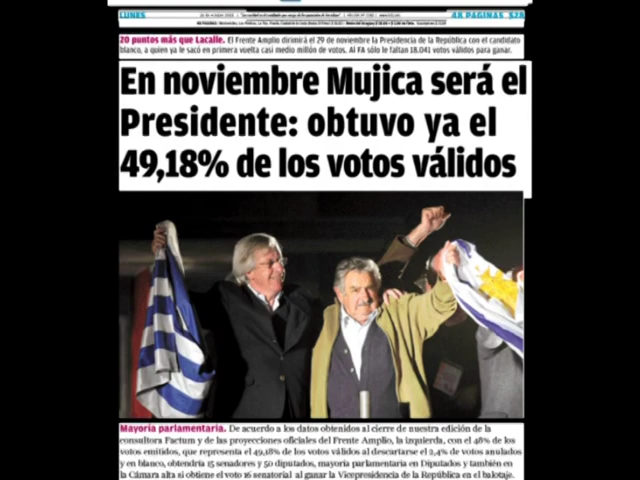 LUNES
48 PÁGINAS, $28
20 puntos más que Lacalle. El Frente Amplio dirimirá el 29 de noviembre la Presidencia de la República con el candidato
blanco, a quien ya le sacó en primera vuelta casi medio millón de votos. Al FA sólo le faltan 18.041 votos válidos para ganar.
En noviembre Mujica será el
Presidente: obtuvo ya el
49,18% de los votos válidos
Mayoría parlamentaria. De acuerdo a los datos obtenidos al cierre de nuestra edición de la
consultora Factum y de las proyecciones oficiales del Frente Amplio, la izquierda, con el 48% de los
votos emitidos, que representa el 49,18% de los votos válidos al descartarse el 2,4% de votos anulados
y en blanco, obtendría 15 senadores y 50 diputados, mayoría parlamentaria en Diputados y también en
la Cámara alta si obtiene el voto 16 senatorial al ganar la Vicepresidencia de la República en el balotaje.